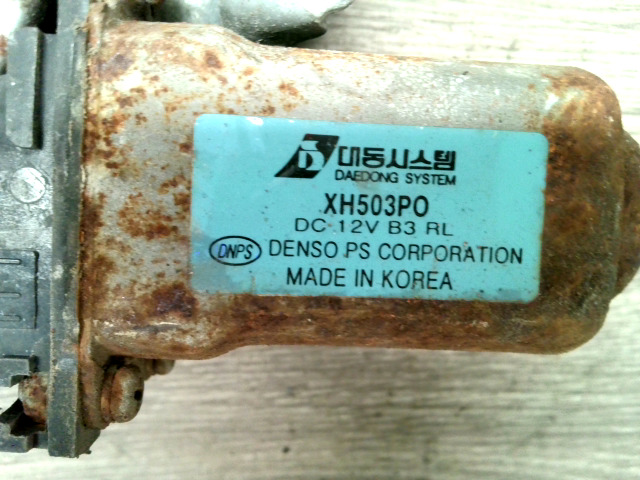 대동시스템
DAEDONG SYSTEM
XH503PO
DC 12V B3 RL
DNPS DENSO PS CORPORATION
MADE IN KOREA